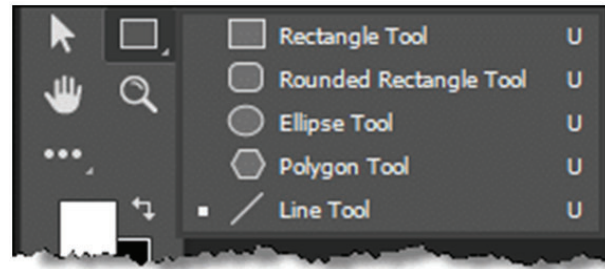 Rectangle Tool U
Rounded Rectangle Tool U
Ellipse Tool U
Polygon Tool U
Line Tool U